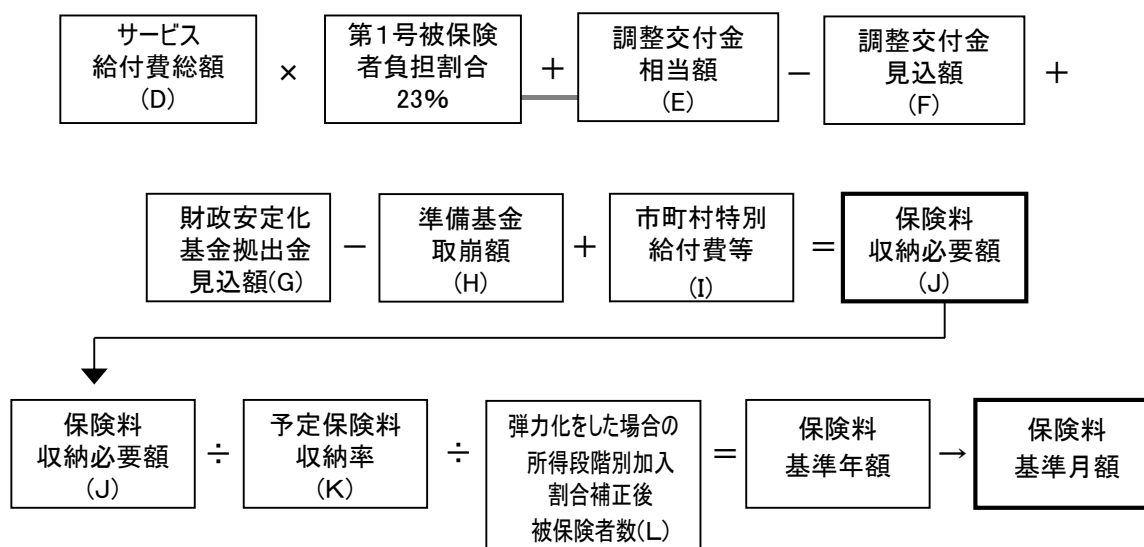 サービス
給付費総額
(D)
×
第1号被保険
者負担割合
23%
＋
調整交付金
相当額
(E)
－
調整交付金
見込額
(F)
＋
財政安定化
基金拠出金
見込額(G)
－
準備基金
取崩額
(H)
＋
市町村特別
給付費等
(I)
＝
保険料
収納必要額
(J)
保険料
収納必要額
(J)
÷
予定保険料
収納率
(K)
÷
弾力化をした場合の
所得段階別加入
割合補正後
被保険者数(L)
＝
保険料
基準年額
→
保険料
基準月額